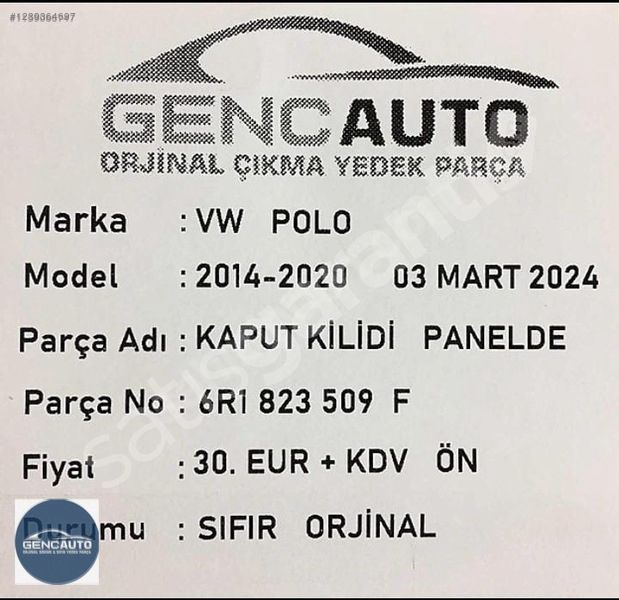 GENCAUTO
ORJİNAL ÇIKMA YEDEK PARÇA
Marka : VW POLO
Model : 2014-2020 03 MART 2024
Parça Adı : KAPUT KİLİDİ PANELDE
Parça No : 6R1 823 509 F
Fiyat : 30. EUR + KDV ÖN
Durumu : SIFIR ORJİNAL
GENCAUTO